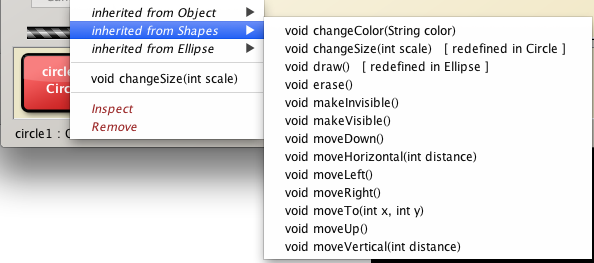 inherited from Object
inherited from Shapes
inherited from Ellipse
void changeSize(int scale)
Inspect
Remove
circle
Circ
circle1 :
void changeColor(String color)
void changeSize(int scale) [ redefined in Circle ]
void draw() [ redefined in Ellipse ]
void erase()
void makeInvisible()
void makeVisible()
void moveDown()
void moveHorizontal(int distance)
void moveLeft()
void moveRight()
void moveTo(int x, int y)
void moveUp()
void moveVertical(int distance)